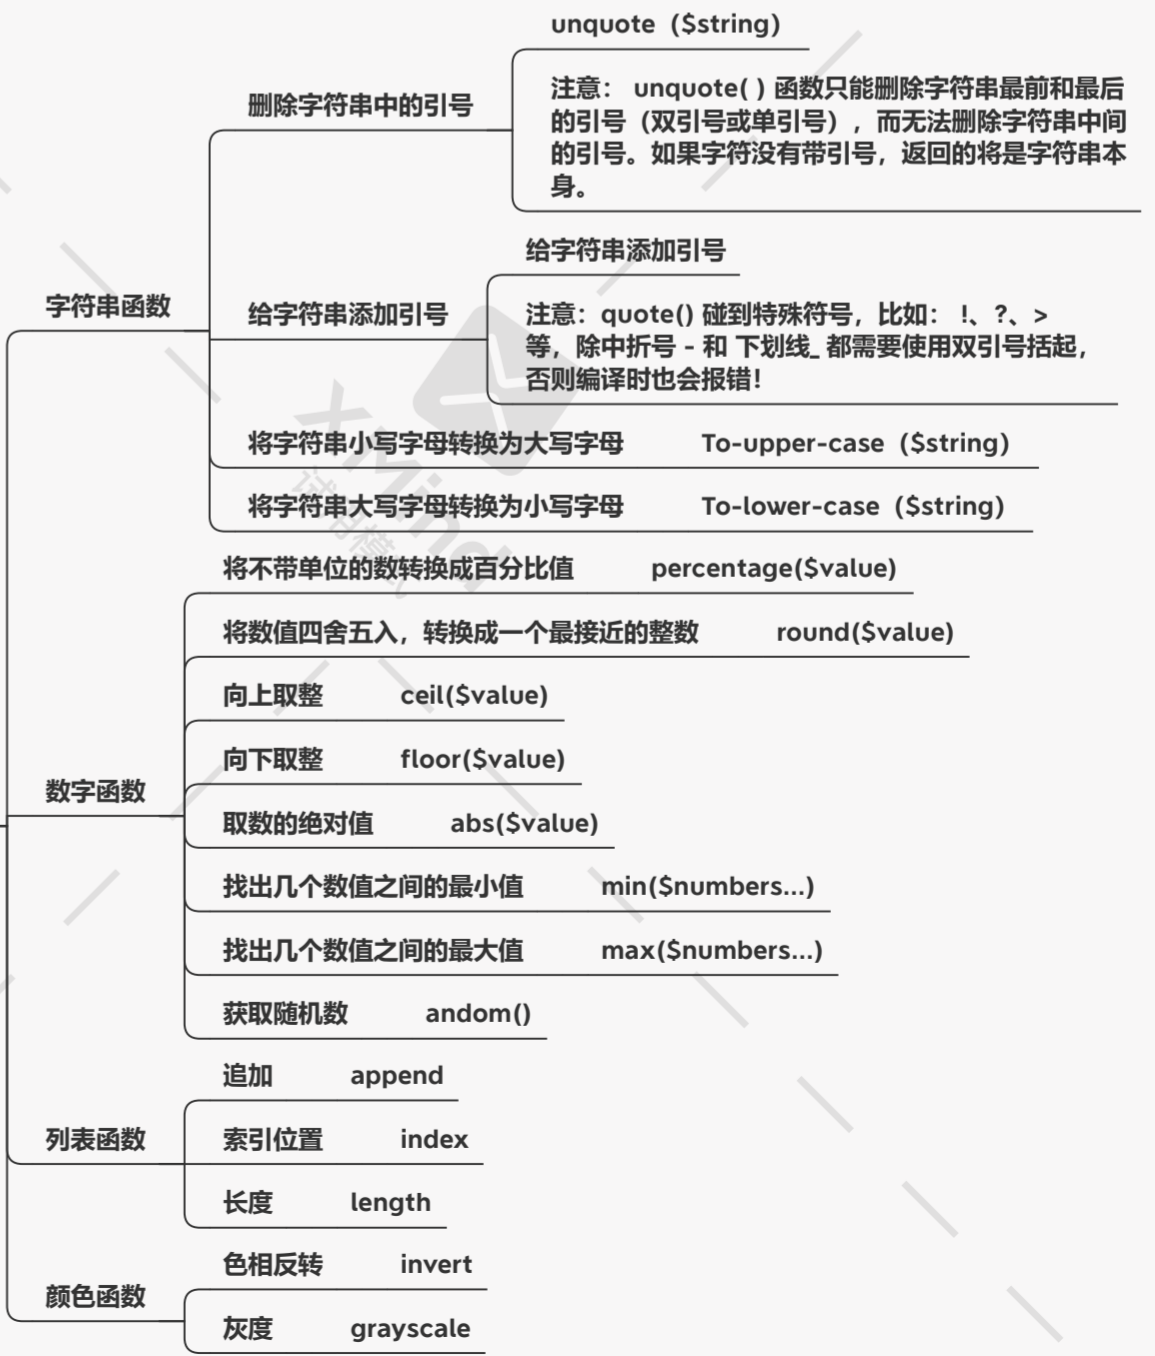 unquote（$string）
删除字符串中的引号
注意： unquote( ) 函数只能删除字符串最前和最后
的引号（双引号或单引号），而无法删除字符串中间
的引号。如果字符没有带引号，返回的将是字符串本
身。
字符串函数
给字符串添加引号
给字符串添加引号
注意：quote() 碰到特殊符号，比如： !、?、>
等，除中折号 - 和 下划线_ 都需要使用双引号括起，
否则编译时也会报错！
将字符串小写字母转换为大写字母 To-upper-case（$string）
将字符串大写字母转换为小写字母 To-lower-case（$string）
XMind
试用模式
将不带单位的数转换成百分比值 percentage($value)
将数值四舍五入，转换成一个最接近的整数 round($value)
向上取整 ceil($value)
向下取整 floor($value)
数字函数
取数的绝对值 abs($value)
找出几个数值之间的最小值 min($numbers…)
找出几个数值之间的最大值 max($numbers…)
获取随机数 andom()
追加 append
列表函数
索引位置 index
长度 length
色相反转 invert
颜色函数
灰度 grayscale